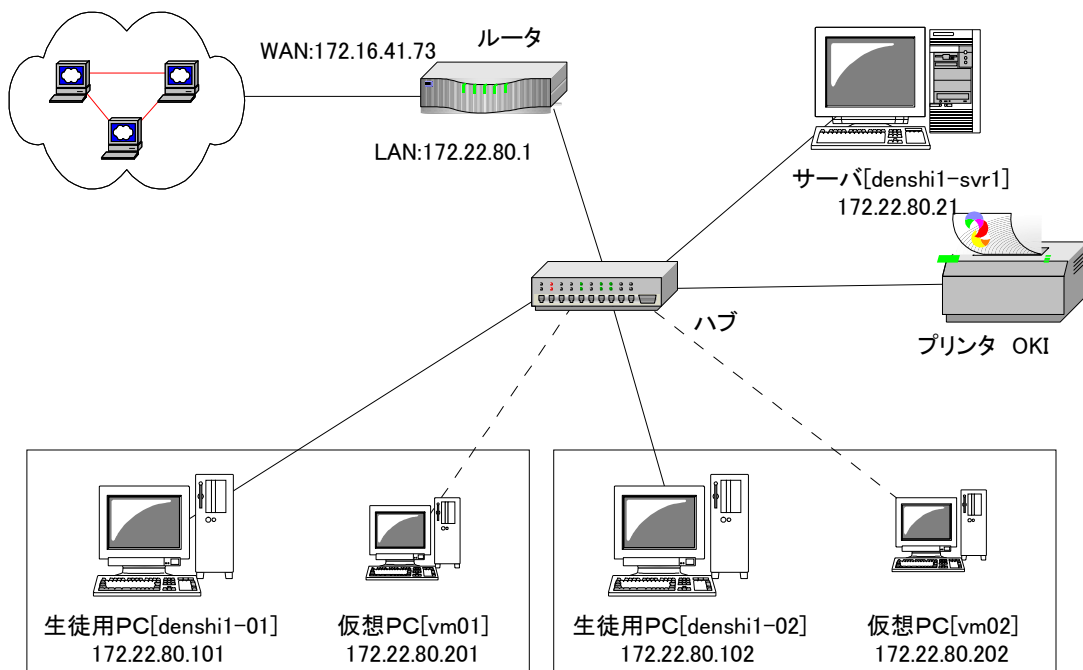 ルータ
WAN:172.16.41.73
LAN:172.22.80.1
サーバ[denshi1-svr1]
172.22.80.21
ハブ
プリンタ OKI
生徒用PC[denshi1-01]
172.22.80.101
仮想PC[vm01]
172.22.80.201
生徒用PC[denshi1-02]
172.22.80.102
仮想PC[vm02]
172.22.80.202